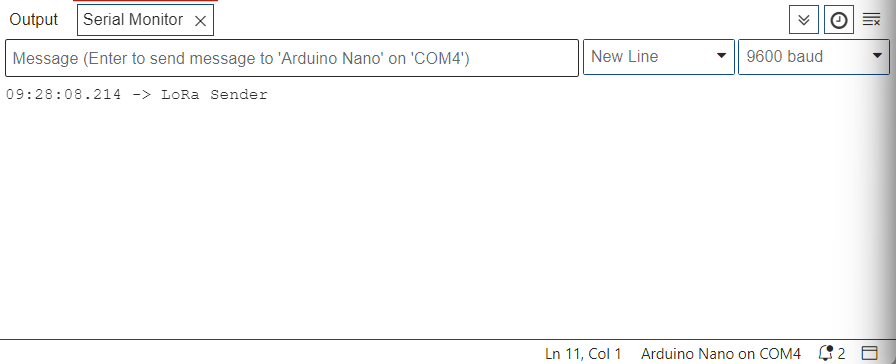 Output Serial Monitor
Message (Enter to send message to 'Arduino Nano' on 'COM4') New Line 9600 baud
09:28:08.214 -> LoRa Sender
Ln 11, Col 1 Arduino Nano on COM4 2